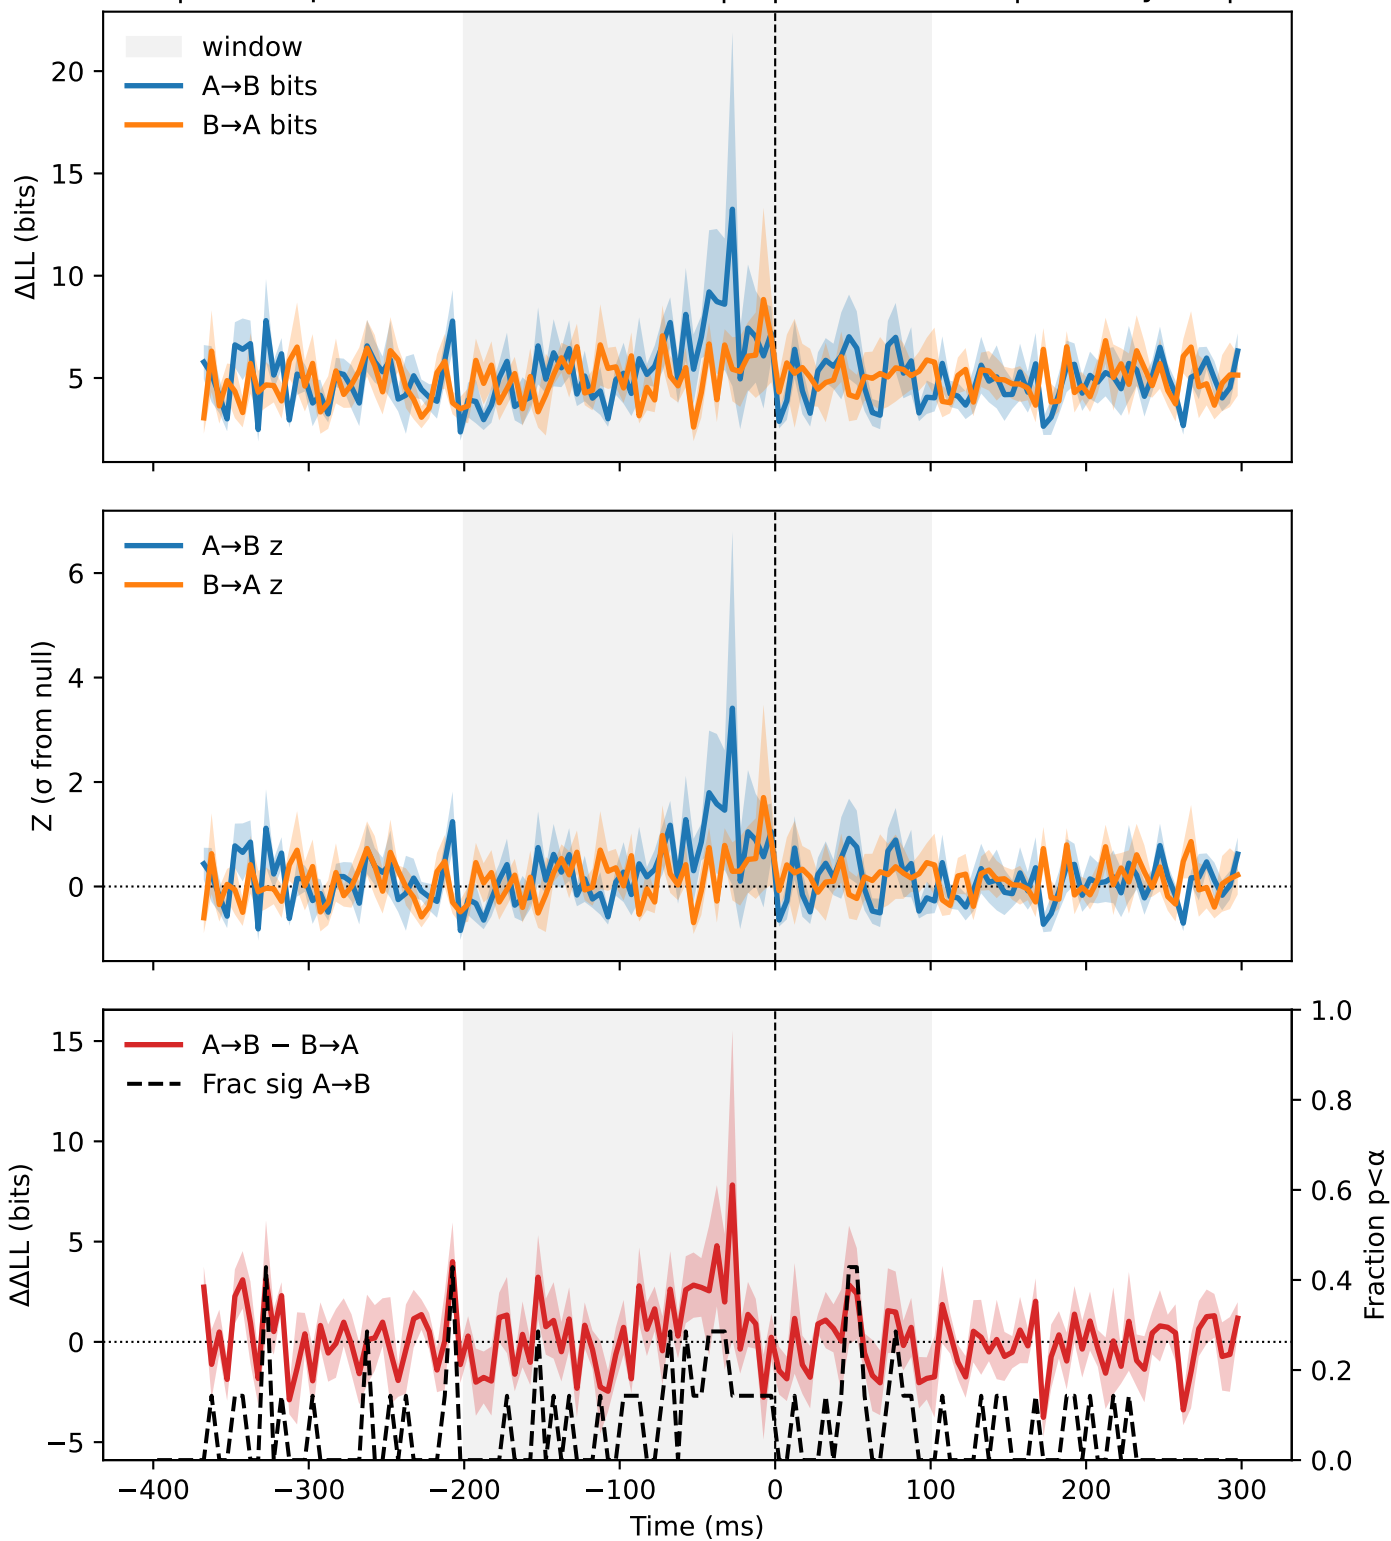 window
A→B bits
B→A bits
20
15
10
5
ΔLL (bits)
A→B z
B→A z
6
4
2
0
Z (σ from null)
A→B − B→A
Frac sig A→B
15
10
5
0
−5
ΔΔLL (bits)
1.0
0.8
0.6
0.4
0.2
0.0
Fraction p<α
−400 −300 −200 −100 0 100 200 300
Time (ms)